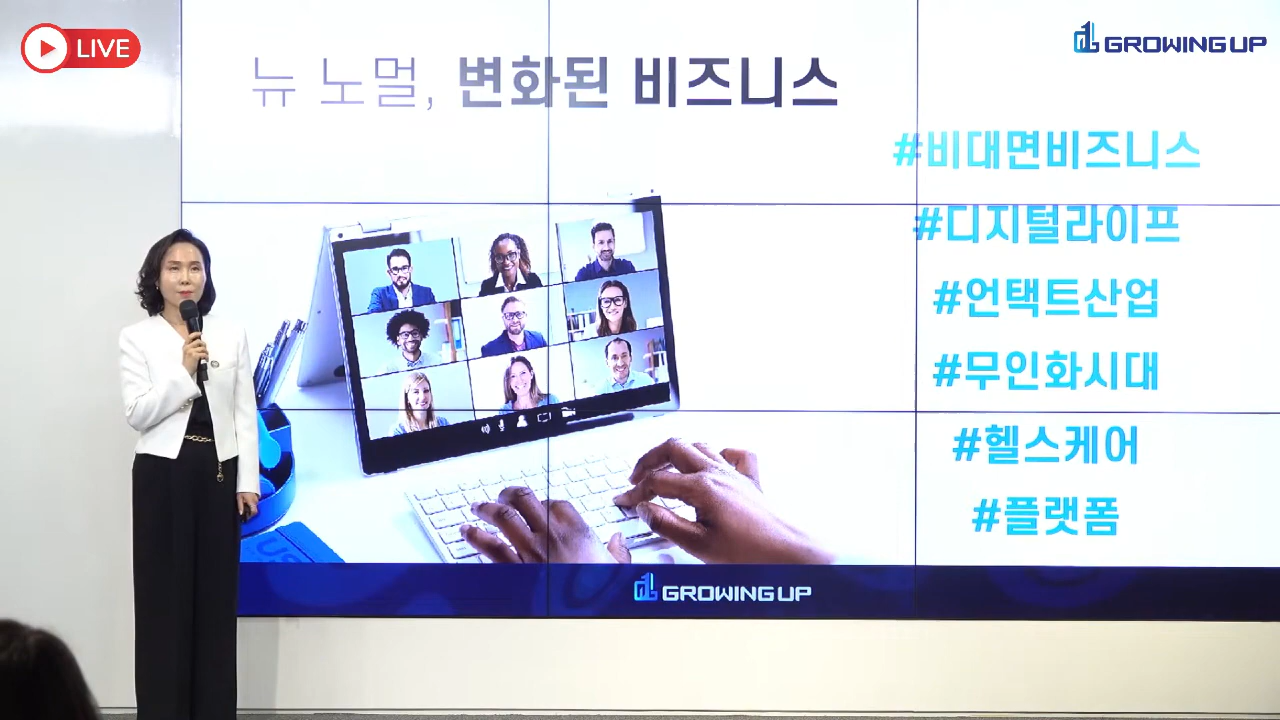 LIVE
GROWING UP
뉴 노멀, 변화된 비즈니스
#비대면비즈니스
#디지털라이프
#언택트산업
#무인화시대
#헬스케어
#플랫폼
GROWING UP